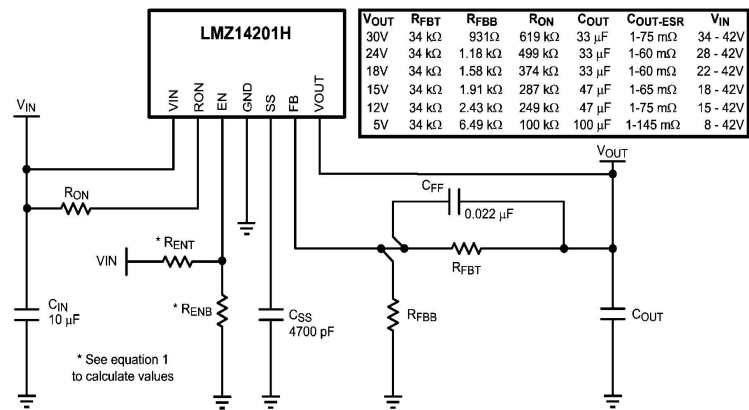 LMZ14201H
VIN
RON
EN
GND
SS
FB
VOUT
VOUT RFBT RFBB RON COUT COUT-ESR VIN
30V 34 kΩ 931Ω 619 kΩ 33 μF 1-75 mΩ 34 - 42V
24V 34 kΩ 1.18 kΩ 499 kΩ 33 μF 1-60 mΩ 28 - 42V
18V 34 kΩ 1.58 kΩ 374 kΩ 33 μF 1-60 mΩ 22 - 42V
15V 34 kΩ 1.91 kΩ 287 kΩ 47 μF 1-65 mΩ 18 - 42V
12V 34 kΩ 2.43 kΩ 249 kΩ 47 μF 1-75 mΩ 15 - 42V
5V 34 kΩ 6.49 kΩ 100 kΩ 100 μF 1-145 mΩ 8 - 42V
VIN
VOUT
RON
CFF
0.022 μF
* RENT
VIN
RFBT
* RENB
CIN
10 μF
CSS
4700 pF
RFBB
COUT
* See equation 1
to calculate values